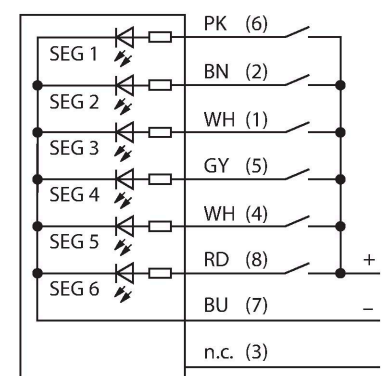 PK (6)
SEG 1
BN (2)
SEG 2
WH (1)
SEG 3
GY (5)
SEG 4
WH (4)
SEG 5
RD (8)
+
SEG 6
BU (7)
–
n.c. (3)